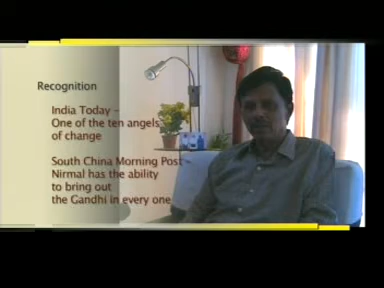 Recognition
India Today –
One of the ten angels
of change
South China Morning Post –
Nirmal has the ability
to bring out
the Gandhi in every one